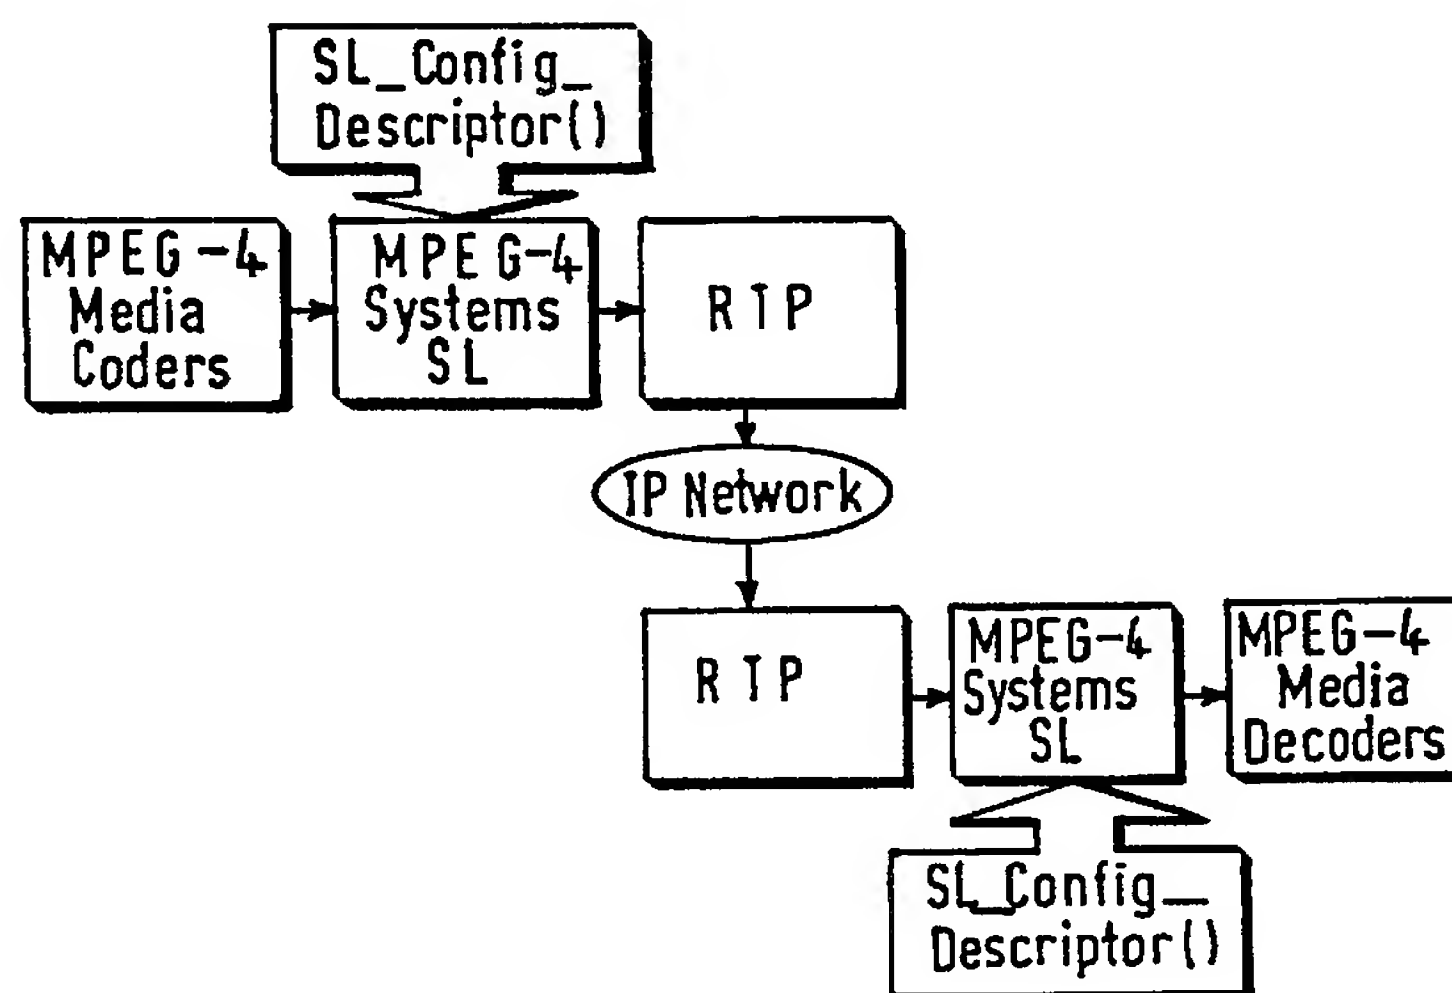 SL_Config_
Descriptor()
MPEG-4
Media
Coders
MPEG-4
Systems
SL
RTP
IP Network
RTP
MPEG-4
Systems
SL
MPEG-4
Media
Decoders
SL_Config_
Descriptor()